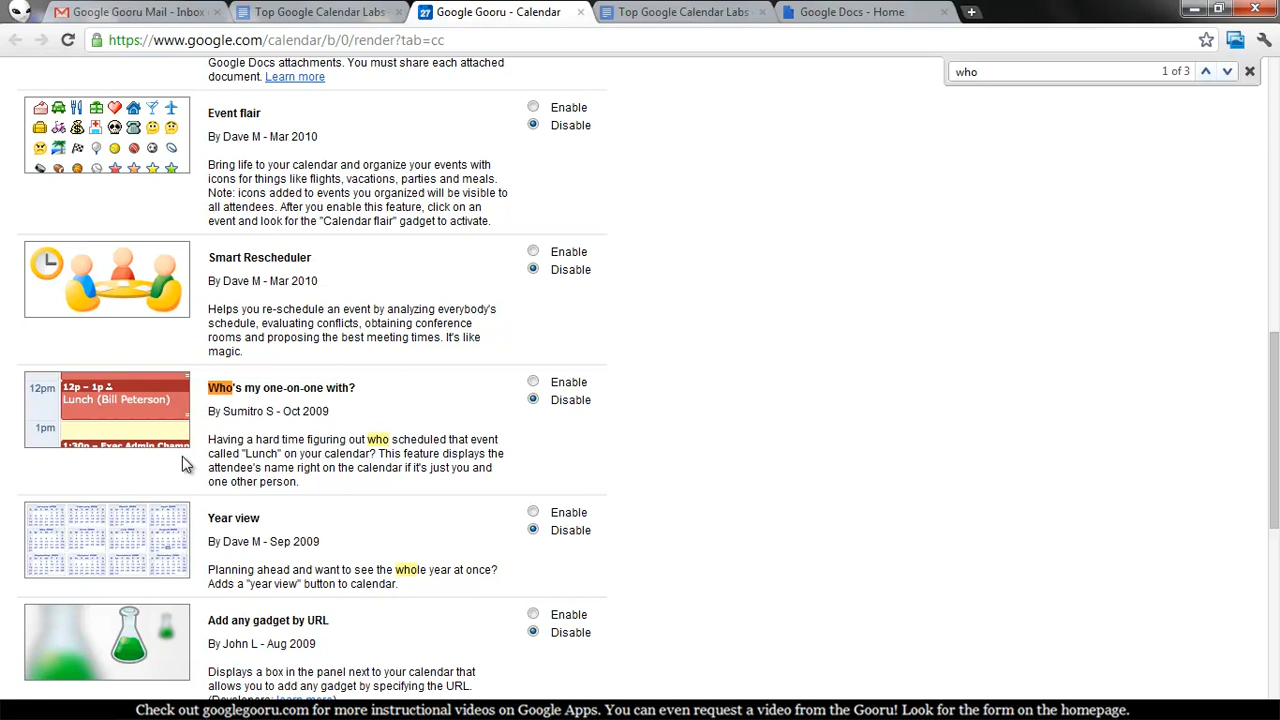 Google Gooru Mail - Inbox
Top Google Calendar Labs
Google Gooru - Calendar
Top Google Calendar Labs
Google Docs - Home
https://www.google.com/calendar/b/0/render?tab=cc
who
1 of 3
Google Docs attachments. You must share each attached
document. Learn more
Event flair
Enable
Disable
By Dave M - Mar 2010
Bring life to your calendar and organize your events with
icons for things like flights, vacations, parties and meals.
Note: icons added to events you organized will be visible to
all attendees. After you enable this feature, click on an
event and look for the "Calendar flair" gadget to activate.
Smart Rescheduler
Enable
Disable
By Dave M - Mar 2010
Helps you re-schedule an event by analyzing everybody's
schedule, evaluating conflicts, obtaining conference
rooms and proposing the best meeting times. It's like
magic.
12pm
12p – 1p
Lunch (Bill Peterson)
1pm
1:30p – Exec Admin Champ
Who's my one-on-one with?
Enable
Disable
By Sumitro S - Oct 2009
Having a hard time figuring out who scheduled that event
called "Lunch" on your calendar? This feature displays the
attendee's name right on the calendar if it's just you and
one other person.
Year view
Enable
Disable
By Dave M - Sep 2009
Planning ahead and want to see the whole year at once?
Adds a "year view" button to calendar.
Add any gadget by URL
Enable
Disable
By John L - Aug 2009
Displays a box in the panel next to your calendar that
allows you to add any gadget by specifying the URL.
(Developers: learn more)
Check out googlegooru.com for more instructional videos on Google Apps. You can even request a video from the Gooru! Look for the form on the homepage.